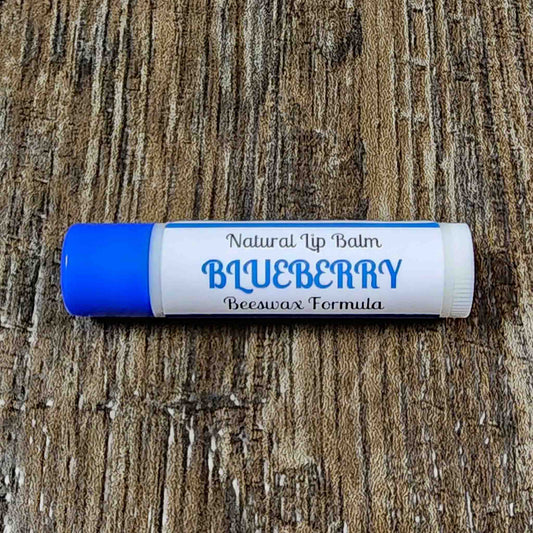 Natural Lip Balm
BLUEBERRY
Beeswax Formula